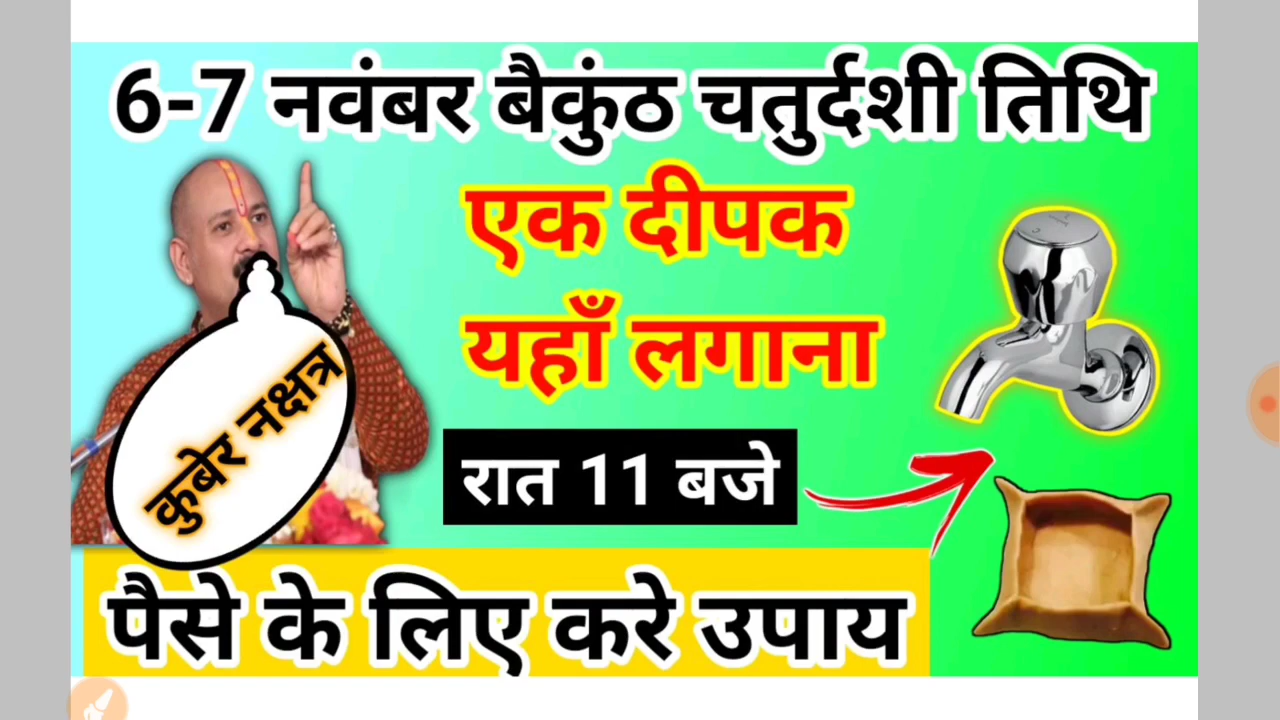 6-7 नवंबर बैकुंठ चतुर्दशी तिथि
एक दीपक
यहाँ लगाना
कुबेर नक्षत्र
रात 11 बजे
पैसे के लिए करे उपाय